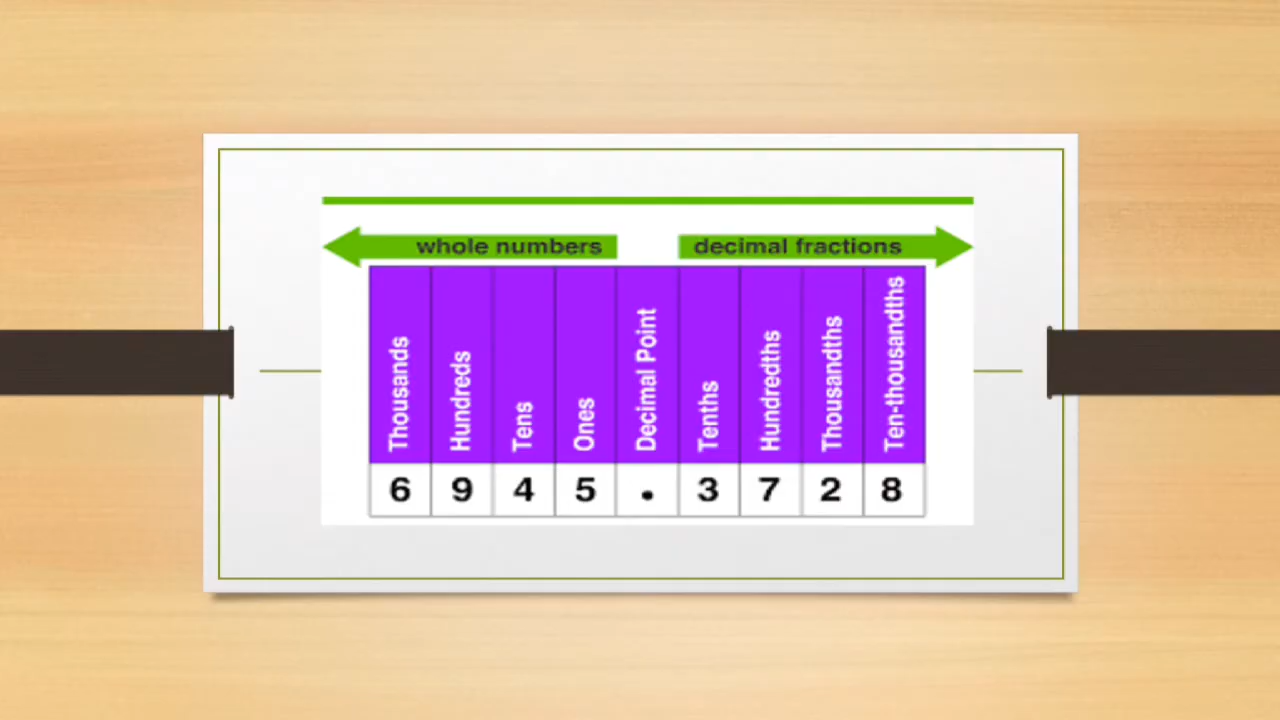 whole numbers decimal fractions
Thousands Hundreds Tens Ones Decimal Point Tenths Hundredths Thousandths Ten-thousandths
6 9 4 5 . 3 7 2 8